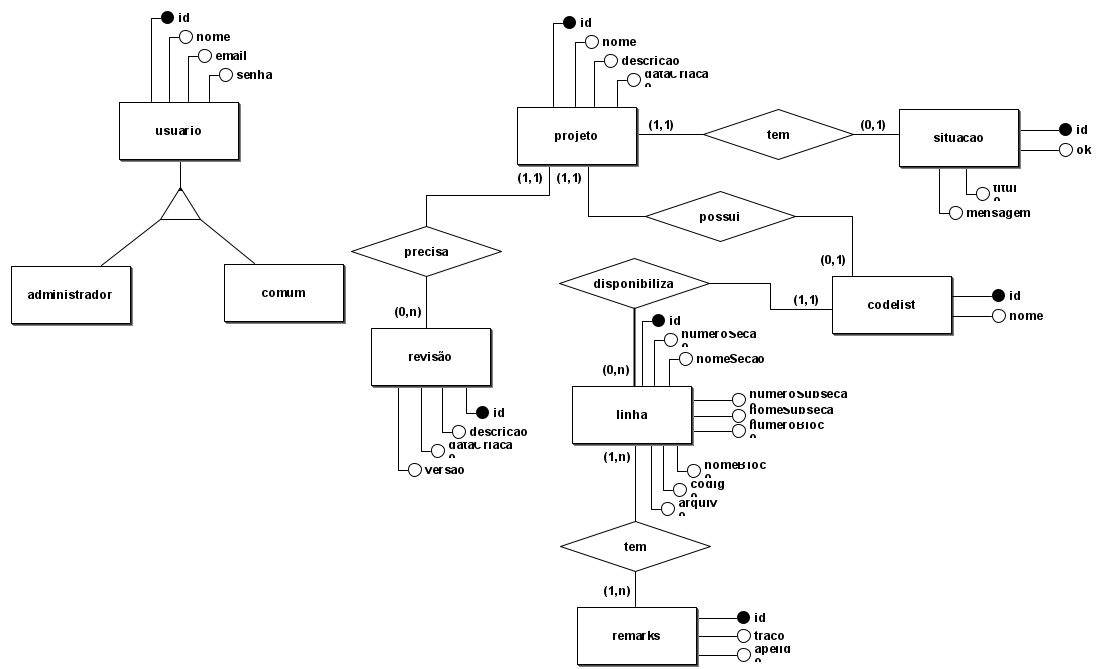 id
nome
email
senha
usuario
administrador
comum
id
nome
descricao
dataCriaca
o
projeto
(1,1)
tem
(0,1)
situacao
id
ok
titul
o
mensagem
(1,1)
(1,1)
precisa
(0,n)
revisão
id
descricao
dataCriaca
o
versao
possui
(0,1)
codelist
id
nome
disponibiliza
(1,1)
(0,n)
id
numeroSeca
o
nomeSecao
linha
numeroSubseca
o
nomeSubseca
o
numeroBloc
o
nomeBloc
o
codig
o
arquiv
o
(1,n)
tem
(1,n)
remarks
id
traco
apelid
o